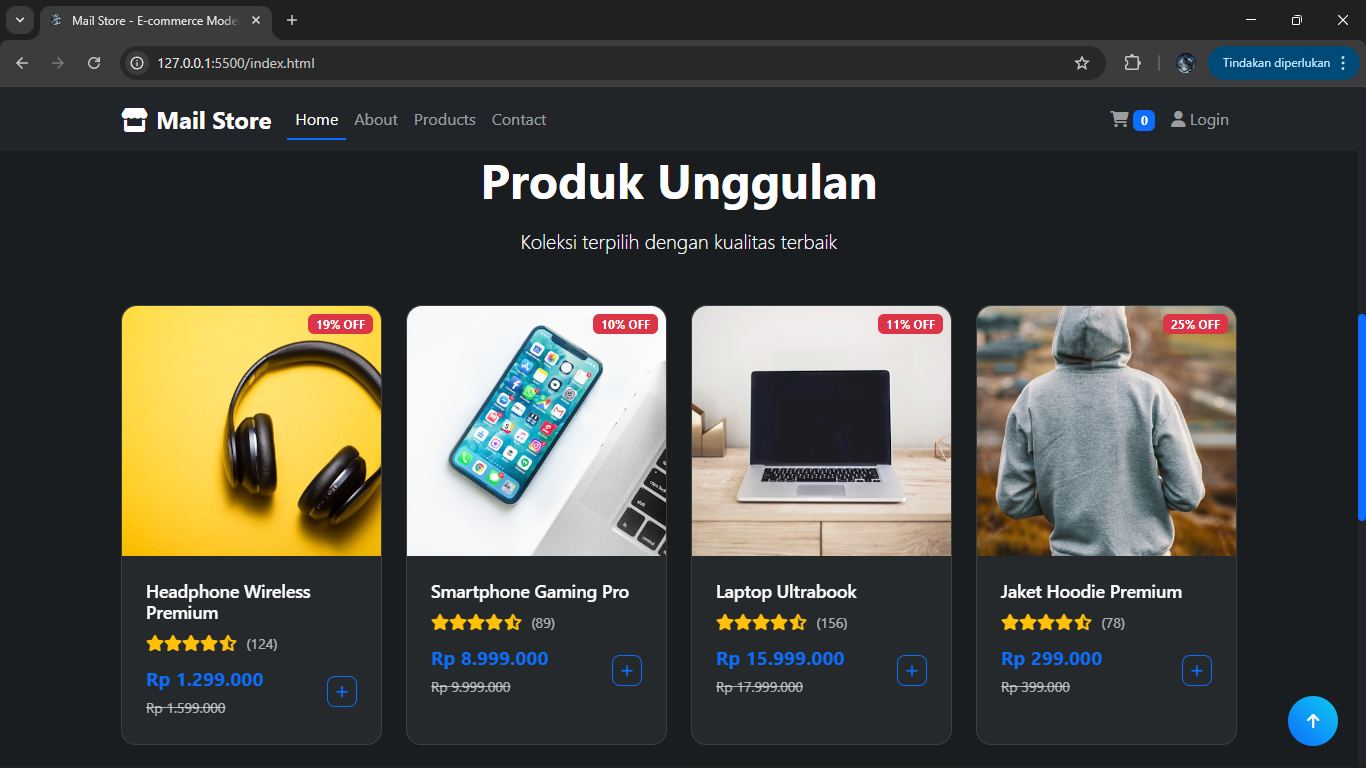 Mail Store - E-commerce Mode
127.0.0.1:5500/index.html
Tindakan diperlukan
Mail Store
Home About Products Contact
0 Login
Produk Unggulan
Koleksi terpilih dengan kualitas terbaik
19% OFF
10% OFF
11% OFF
25% OFF
Headphone Wireless
Premium
(124)
Rp 1.299.000
Rp 1.599.000
Smartphone Gaming Pro
(89)
Rp 8.999.000
Rp 9.999.000
Laptop Ultrabook
(156)
Rp 15.999.000
Rp 17.999.000
Jaket Hoodie Premium
(78)
Rp 299.000
Rp 399.000